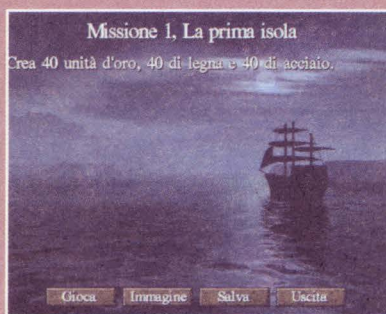 Missione 1, La prima isola
Crea 40 unità d'oro, 40 di legna e 40 di acciaio.
Gioca Immagine Salva Uscita